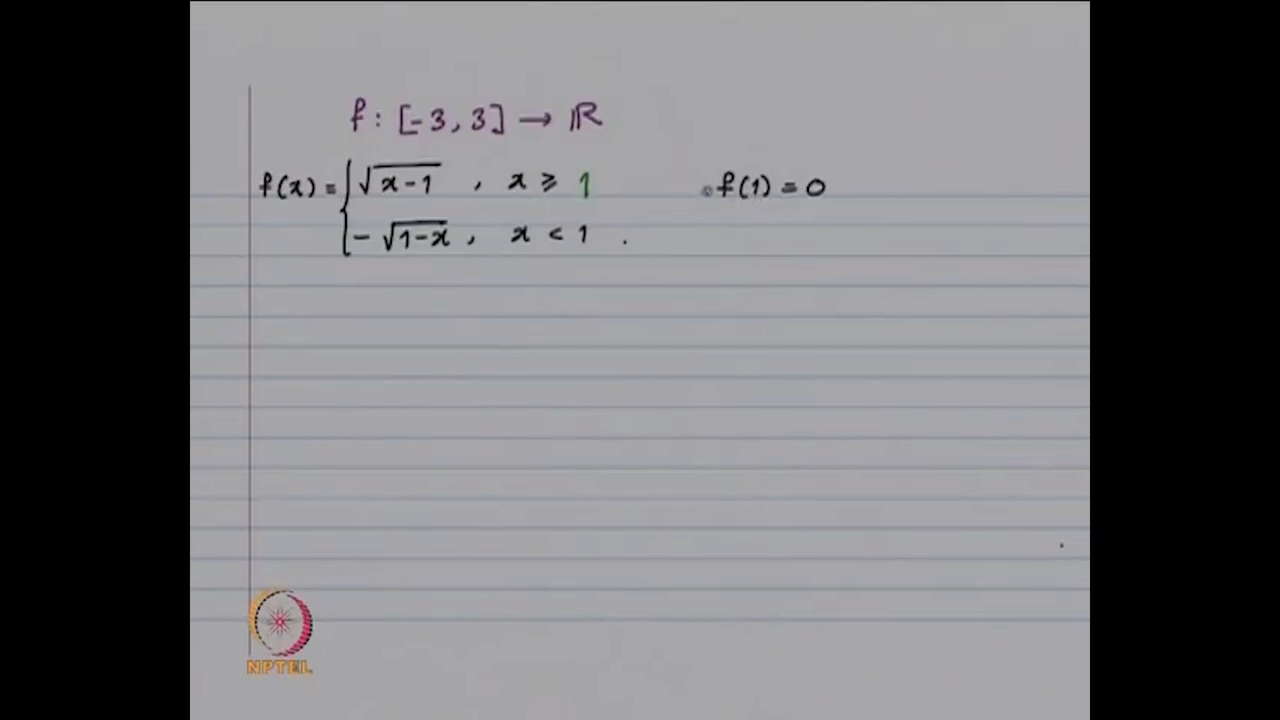 f : [-3, 3] → ℝ
f(x) = { √(x-1) , x ≥ 1 f(1) = 0
-√(1-x) , x < 1 .
NPTEL